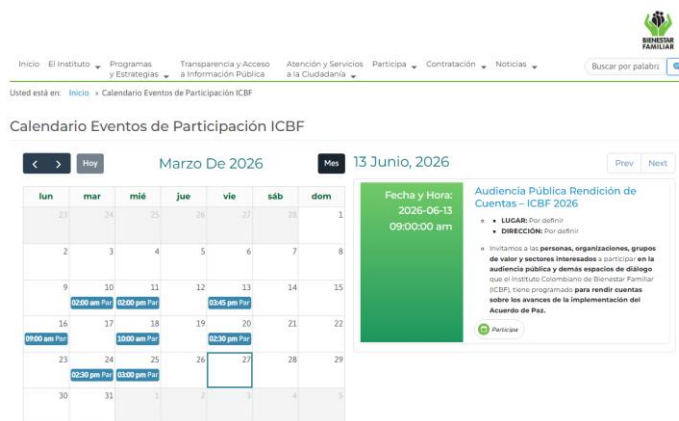 BIENESTAR
FAMILIAR
Inicio El Instituto Programas y Estrategias Transparencia y Acceso a Información Pública Atención y Servicios a la Ciudadanía Participa Contratación Noticias
Buscar por palabra
Usted está en: Inicio » Calendario Eventos de Participación ICBF
Calendario Eventos de Participación ICBF
Hoy Marzo De 2026 Mes
lun mar mié jue vie sáb dom
23 24 25 26 27 28 1
2 3 4 5 6 7 8
9 10 11 12 13 14 15
02:00 am Par 02:00 pm Par 03:45 pm Par
16 17 18 19 20 21 22
09:00 am Par 10:00 am Par 02:30 pm Par
23 24 25 26 27 28 29
02:30 pm Par 03:00 pm Par
30 31 1 2 3 4 5
13 Junio, 2026 Prev Next
Fecha y Hora:
2026-06-13
09:00:00 am
Audiencia Pública Rendición de
Cuentas – ICBF 2026
LUGAR: Por definir
DIRECCIÓN: Por definir
Invitamos a las personas, organizaciones, grupos
de valor y sectores interesados a participar en la
audiencia pública y demás espacios de diálogo
que el Instituto Colombiano de Bienestar Familiar
(ICBF), tiene programado para rendir cuentas
sobre los avances de la implementación del
Acuerdo de Paz.
Participa